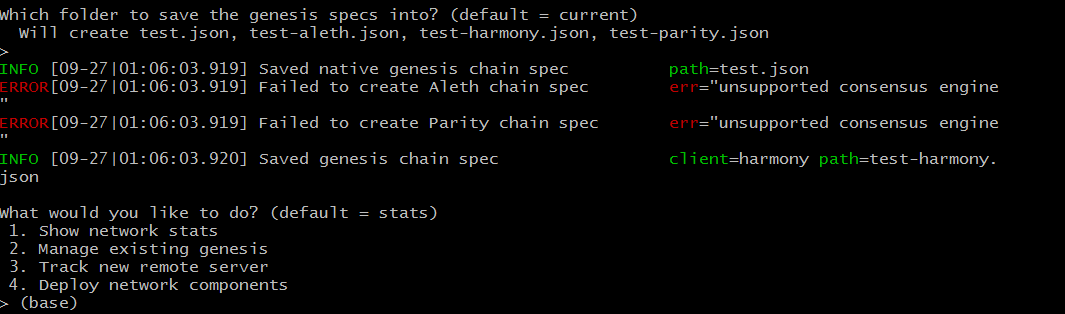 Which folder to save the genesis specs into? (default = current)
  Will create test.json, test-aleth.json, test-harmony.json, test-parity.json
>
INFO [09-27|01:06:03.919] Saved native genesis chain spec          path=test.json
ERROR[09-27|01:06:03.919] Failed to create Aleth chain spec        err="unsupported consensus engine
"
ERROR[09-27|01:06:03.919] Failed to create Parity chain spec       err="unsupported consensus engine
"
INFO [09-27|01:06:03.920] Saved genesis chain spec                 client=harmony path=test-harmony.
json

What would you like to do? (default = stats)
 1. Show network stats
 2. Manage existing genesis
 3. Track new remote server
 4. Deploy network components
> (base)